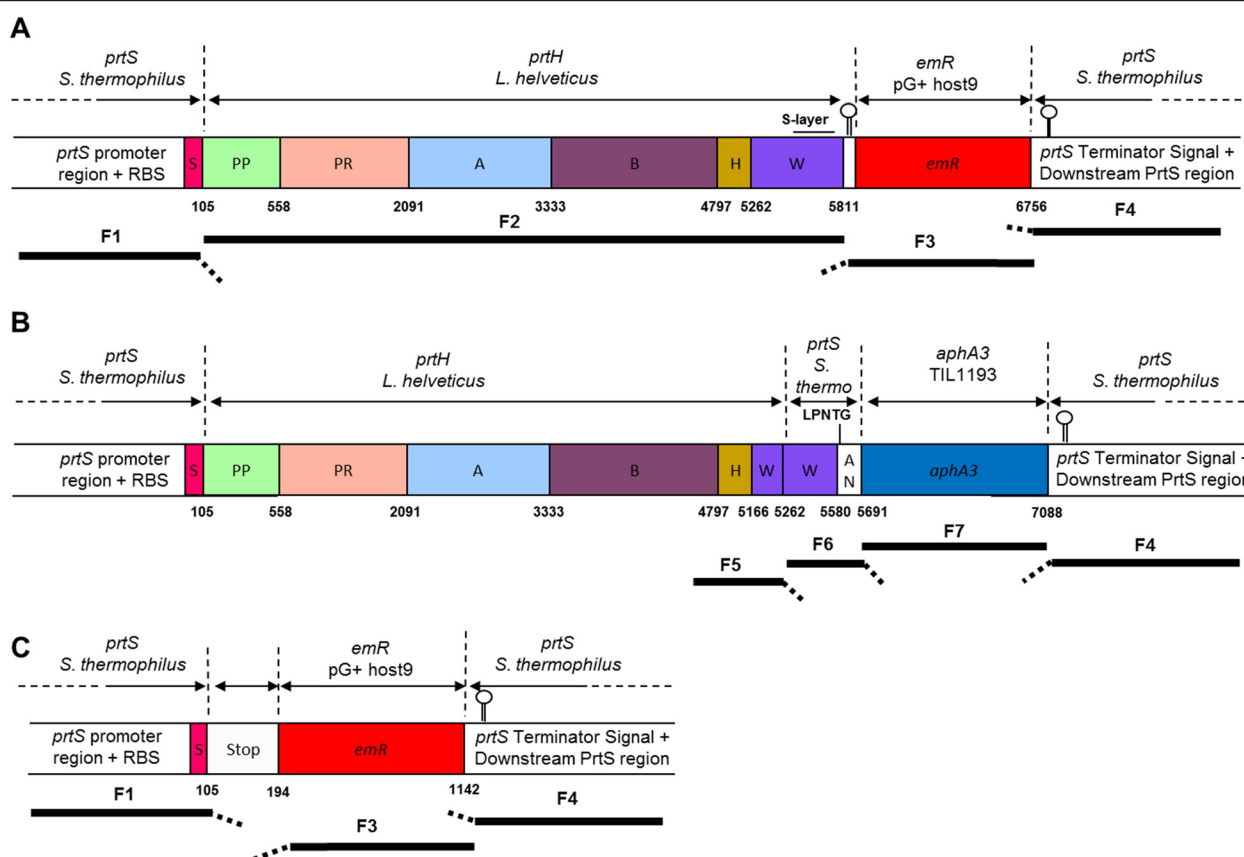 A
prtS
S. thermophilus
prtH
L. helveticus
emR
pG+ host9
prtS
S. thermophilus
S-layer
prtS promoter
region + RBS
S
PP
PR
A
B
H
W
emR
prtS Terminator Signal +
Downstream PrtS region
105 558 2091 3333 4797 5262 5811 6756
F1
F2
F3
F4
B
prtS
S. thermophilus
prtH
L. helveticus
prtS
S.
thermo
aphA3
TIL1193
prtS
S. thermophilus
LPNTG
prtS promoter
region + RBS
S
PP
PR
A
B
H
W
W
A
N
aphA3
prtS Terminator Signal +
Downstream PrtS region
105 558 2091 3333 4797 5166 5262 5580 5691 7088
F5
F6
F7
F4
C
prtS
S. thermophilus
emR
pG+ host9
prtS
S. thermophilus
prtS promoter
region + RBS
S
Stop
emR
prtS Terminator Signal +
Downstream PrtS region
105 194 1142
F1
F3
F4